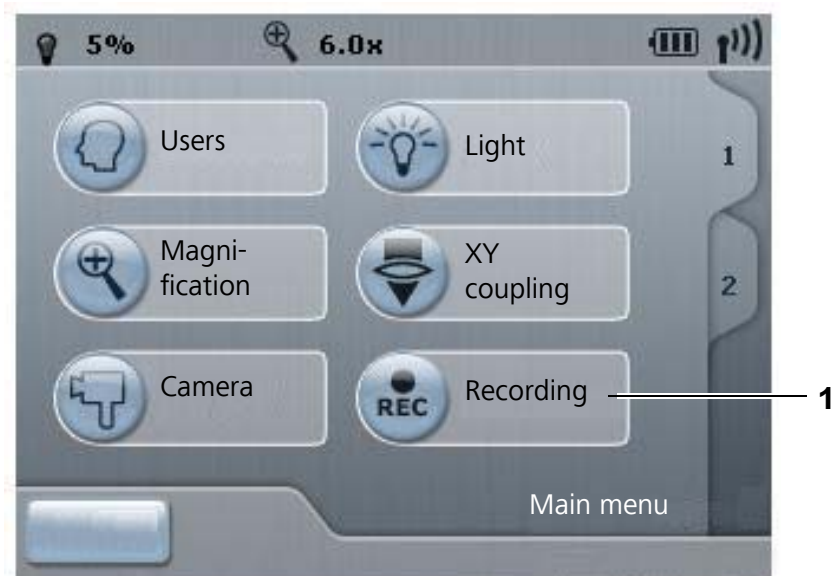 5% 6.0x
Users
Light
1
Magni-
fication
XY
coupling
2
Camera
REC
Recording
1
Main menu